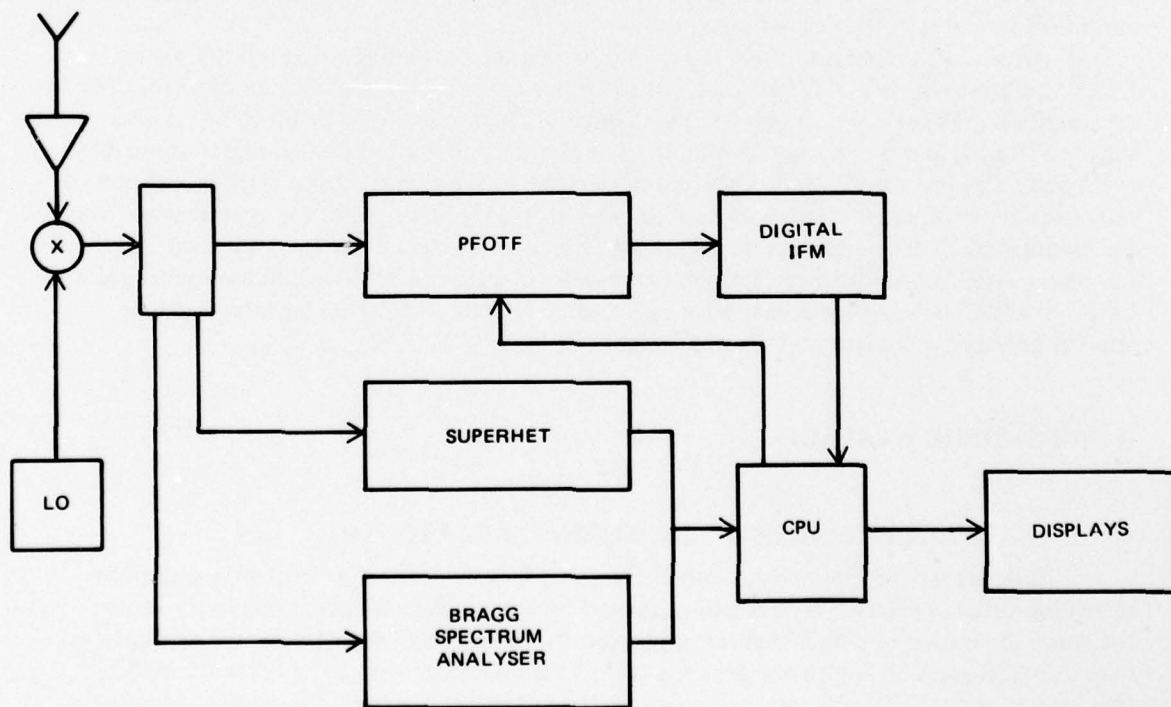 X
PFOTF
DIGITAL
IFM
SUPERHET
LO
CPU
DISPLAYS
BRAGG
SPECTRUM
ANALYSER